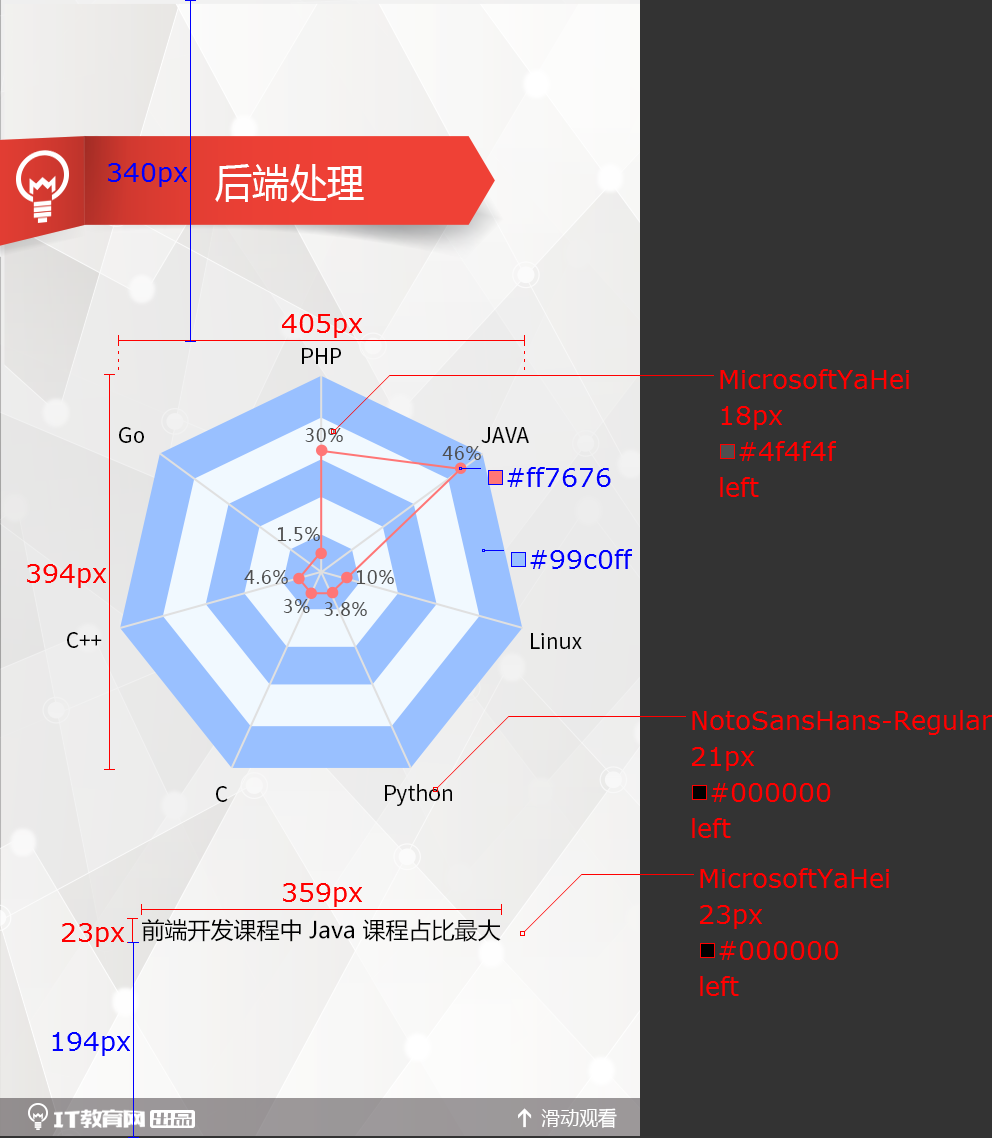 340px
后端处理
405px
PHP
MicrosoftYaHei
18px
#4f4f4f
left
Go
30%
JAVA
46%
#ff7676
1.5%
#99c0ff
394px
4.6%
10%
3%
3.8%
C++
Linux
NotoSansHans-Regular
21px
#000000
left
C
Python
359px
MicrosoftYaHei
23px
#000000
left
23px
前端开发课程中 Java 课程占比最大
194px
IT教育网 出品
滑动观看